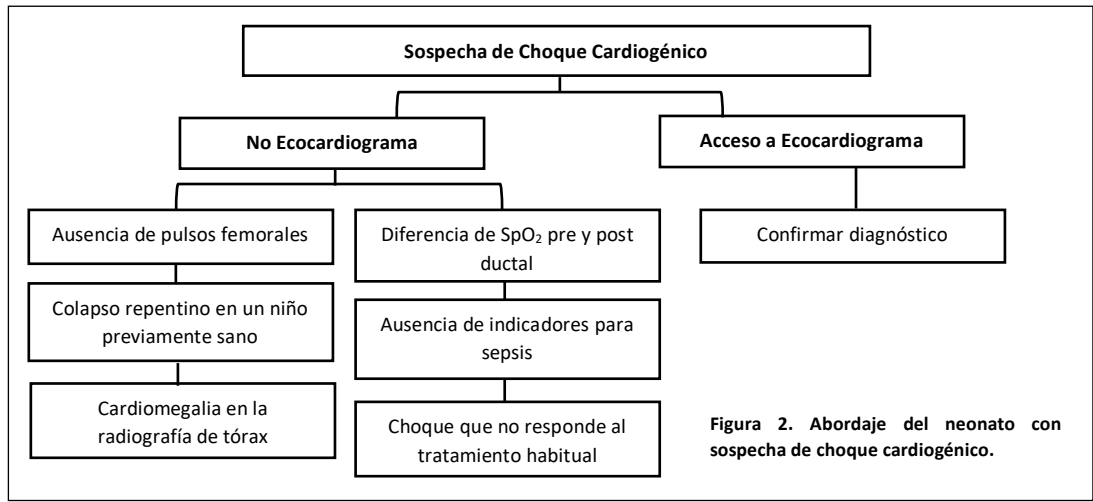 Sospecha de Choque Cardiogénico
No Ecocardiograma
Acceso a Ecocardiograma
Ausencia de pulsos femorales
Diferencia de SpO₂ pre y post
ductal
Confirmar diagnóstico
Colapso repentino en un niño
previamente sano
Ausencia de indicadores para
sepsis
Cardiomegalia en la
radiografía de tórax
Choque que no responde al
tratamiento habitual
Figura 2. Abordaje del neonato con
sospecha de choque cardiogénico.